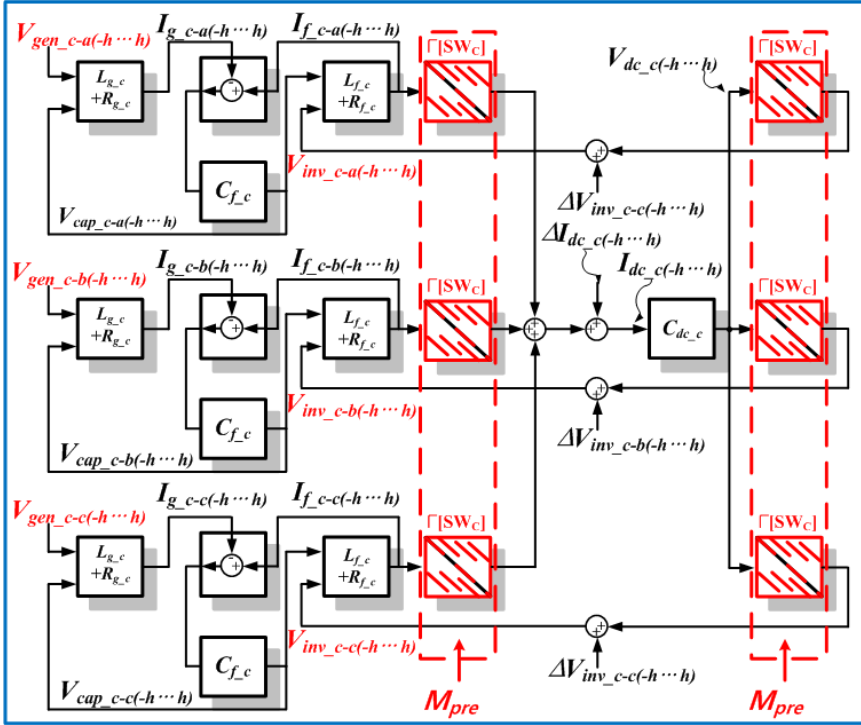 V_gen_c-a(-h⋯h)
I_g_c-a(-h⋯h)
I_f_c-a(-h⋯h)
Γ[SW_C]
V_dc_c(-h⋯h)
Γ[SW_C]
L_g_c
+R_g_c
- +
L_f_c
+R_f_c
+ +
C_f_c
V_inv_c-a(-h⋯h)
ΔV_inv_c-c(-h⋯h)
V_cap_c-a(-h⋯h)
ΔI_dc_c(-h⋯h)
I_g_c-b(-h⋯h)
I_f_c-b(-h⋯h)
I_dc_c(-h⋯h)
V_gen_c-b(-h⋯h)
Γ[SW_C]
Γ[SW_C]
L_g_c
+R_g_c
- +
L_f_c
+R_f_c
+ + +
+ +
C_dc_c
C_f_c
V_inv_c-b(-h⋯h)
+ +
ΔV_inv_c-b(-h⋯h)
V_cap_c-b(-h⋯h)
I_g_c-c(-h⋯h)
I_f_c-c(-h⋯h)
V_gen_c-c(-h⋯h)
Γ[SW_C]
Γ[SW_C]
L_g_c
+R_g_c
- +
L_f_c
+R_f_c
+ +
C_f_c
V_inv_c-c(-h⋯h)
ΔV_inv_c-c(-h⋯h)
V_cap_c-c(-h⋯h)
M_pre
M_pre